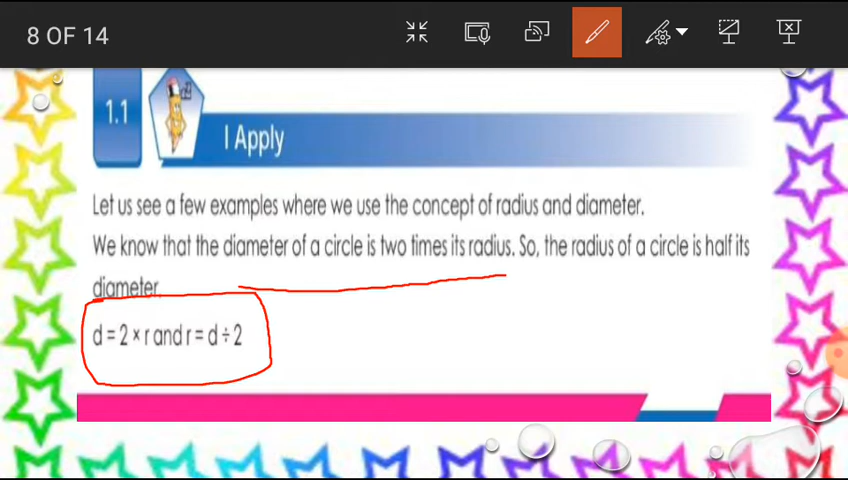 8 OF 14
1.1
I Apply
Let us see a few examples where we use the concept of radius and diameter.
We know that the diameter of a circle is two times its radius. So, the radius of a circle is half its
diameter.
d = 2 × r and r = d ÷ 2